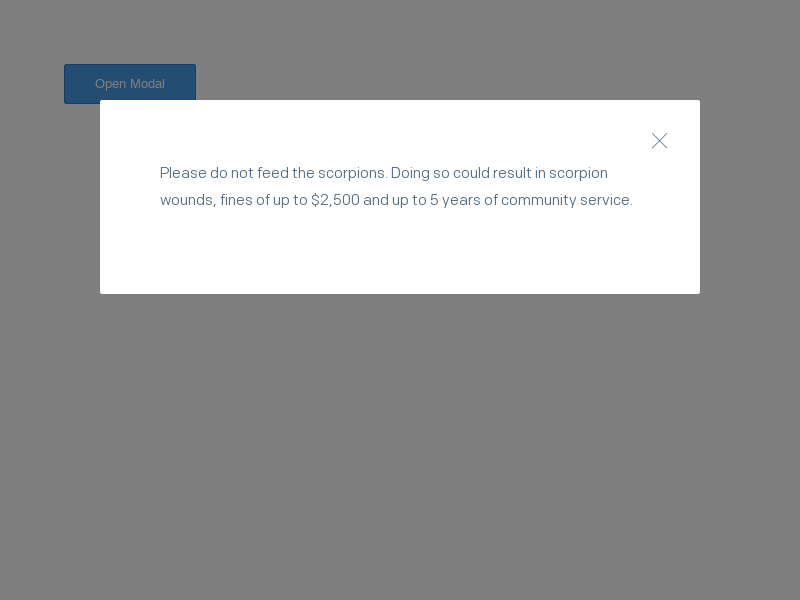 Open Modal
Please do not feed the scorpions. Doing so could result in scorpion
wounds, fines of up to $2,500 and up to 5 years of community service.